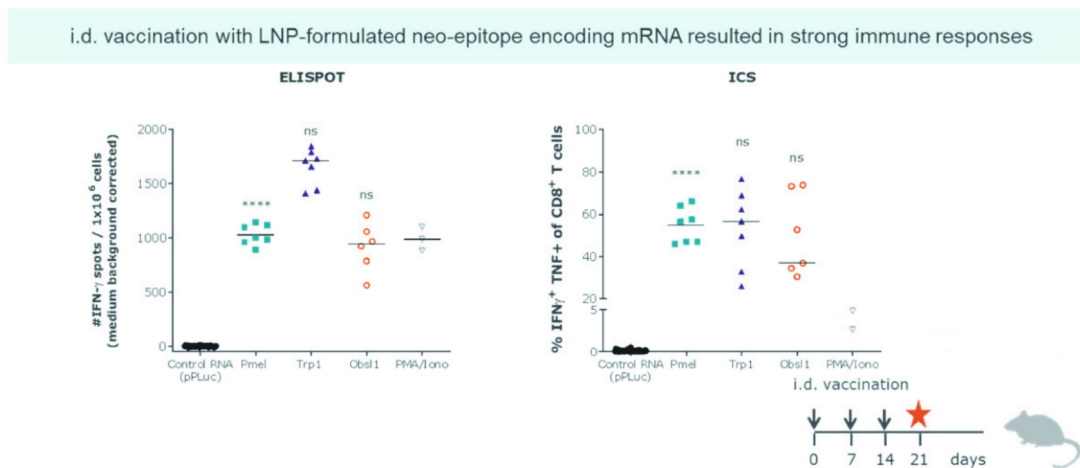 i.d. vaccination with LNP-formulated neo-epitope encoding mRNA resulted in strong immune responses
ELISPOT
#IFN-γ spots / 1x10⁶ cells
(medium background corrected)
2000
1500
1000
500
0
****
ns
ns
Control RNA
(pPLuc)
Pmel
Trp1
Obsl1
PMA/Iono
ICS
% IFNγ⁺ TNF+ of CD8⁺ T cells
100
80
60
40
20
5
0
****
ns
ns
Control RNA
(pPLuc)
Pmel
Trp1
Obsl1
PMA/Iono
i.d. vaccination
0 7 14 21 days